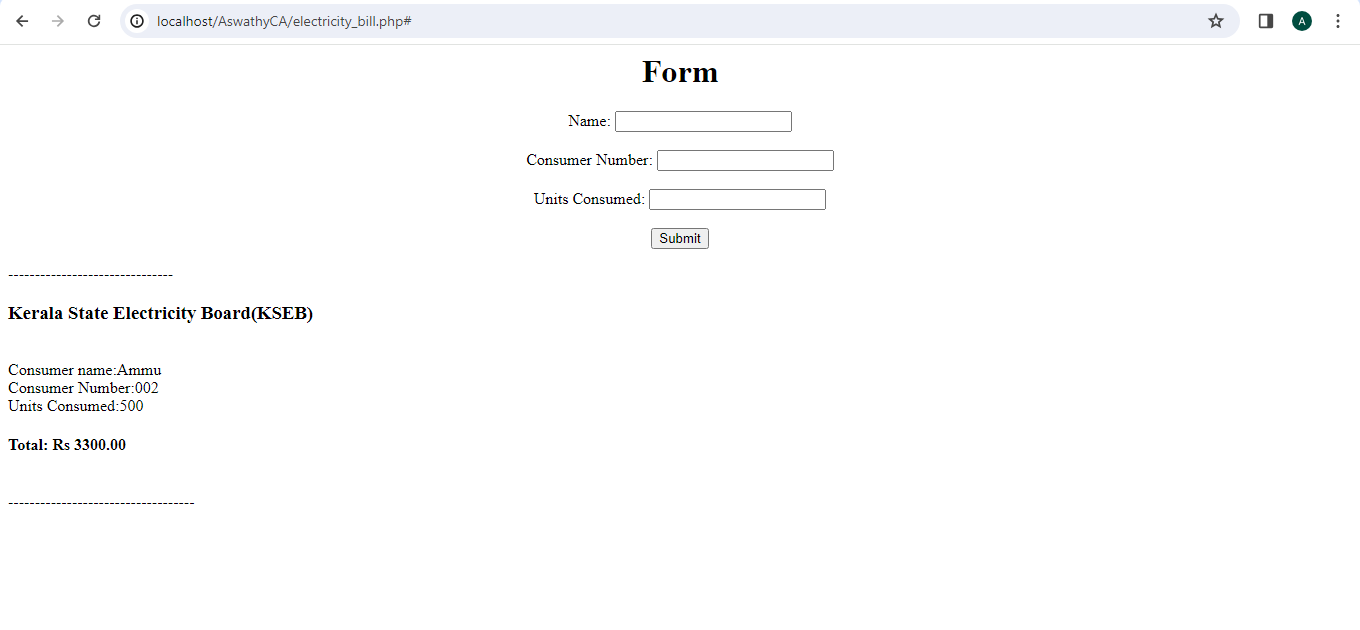 localhost/AswathyCA/electricity_bill.php#
A
Form
Name:
Consumer Number:
Units Consumed:
Submit
-------------------------------
Kerala State Electricity Board(KSEB)
Consumer name:Ammu
Consumer Number:002
Units Consumed:500
Total: Rs 3300.00
-----------------------------------